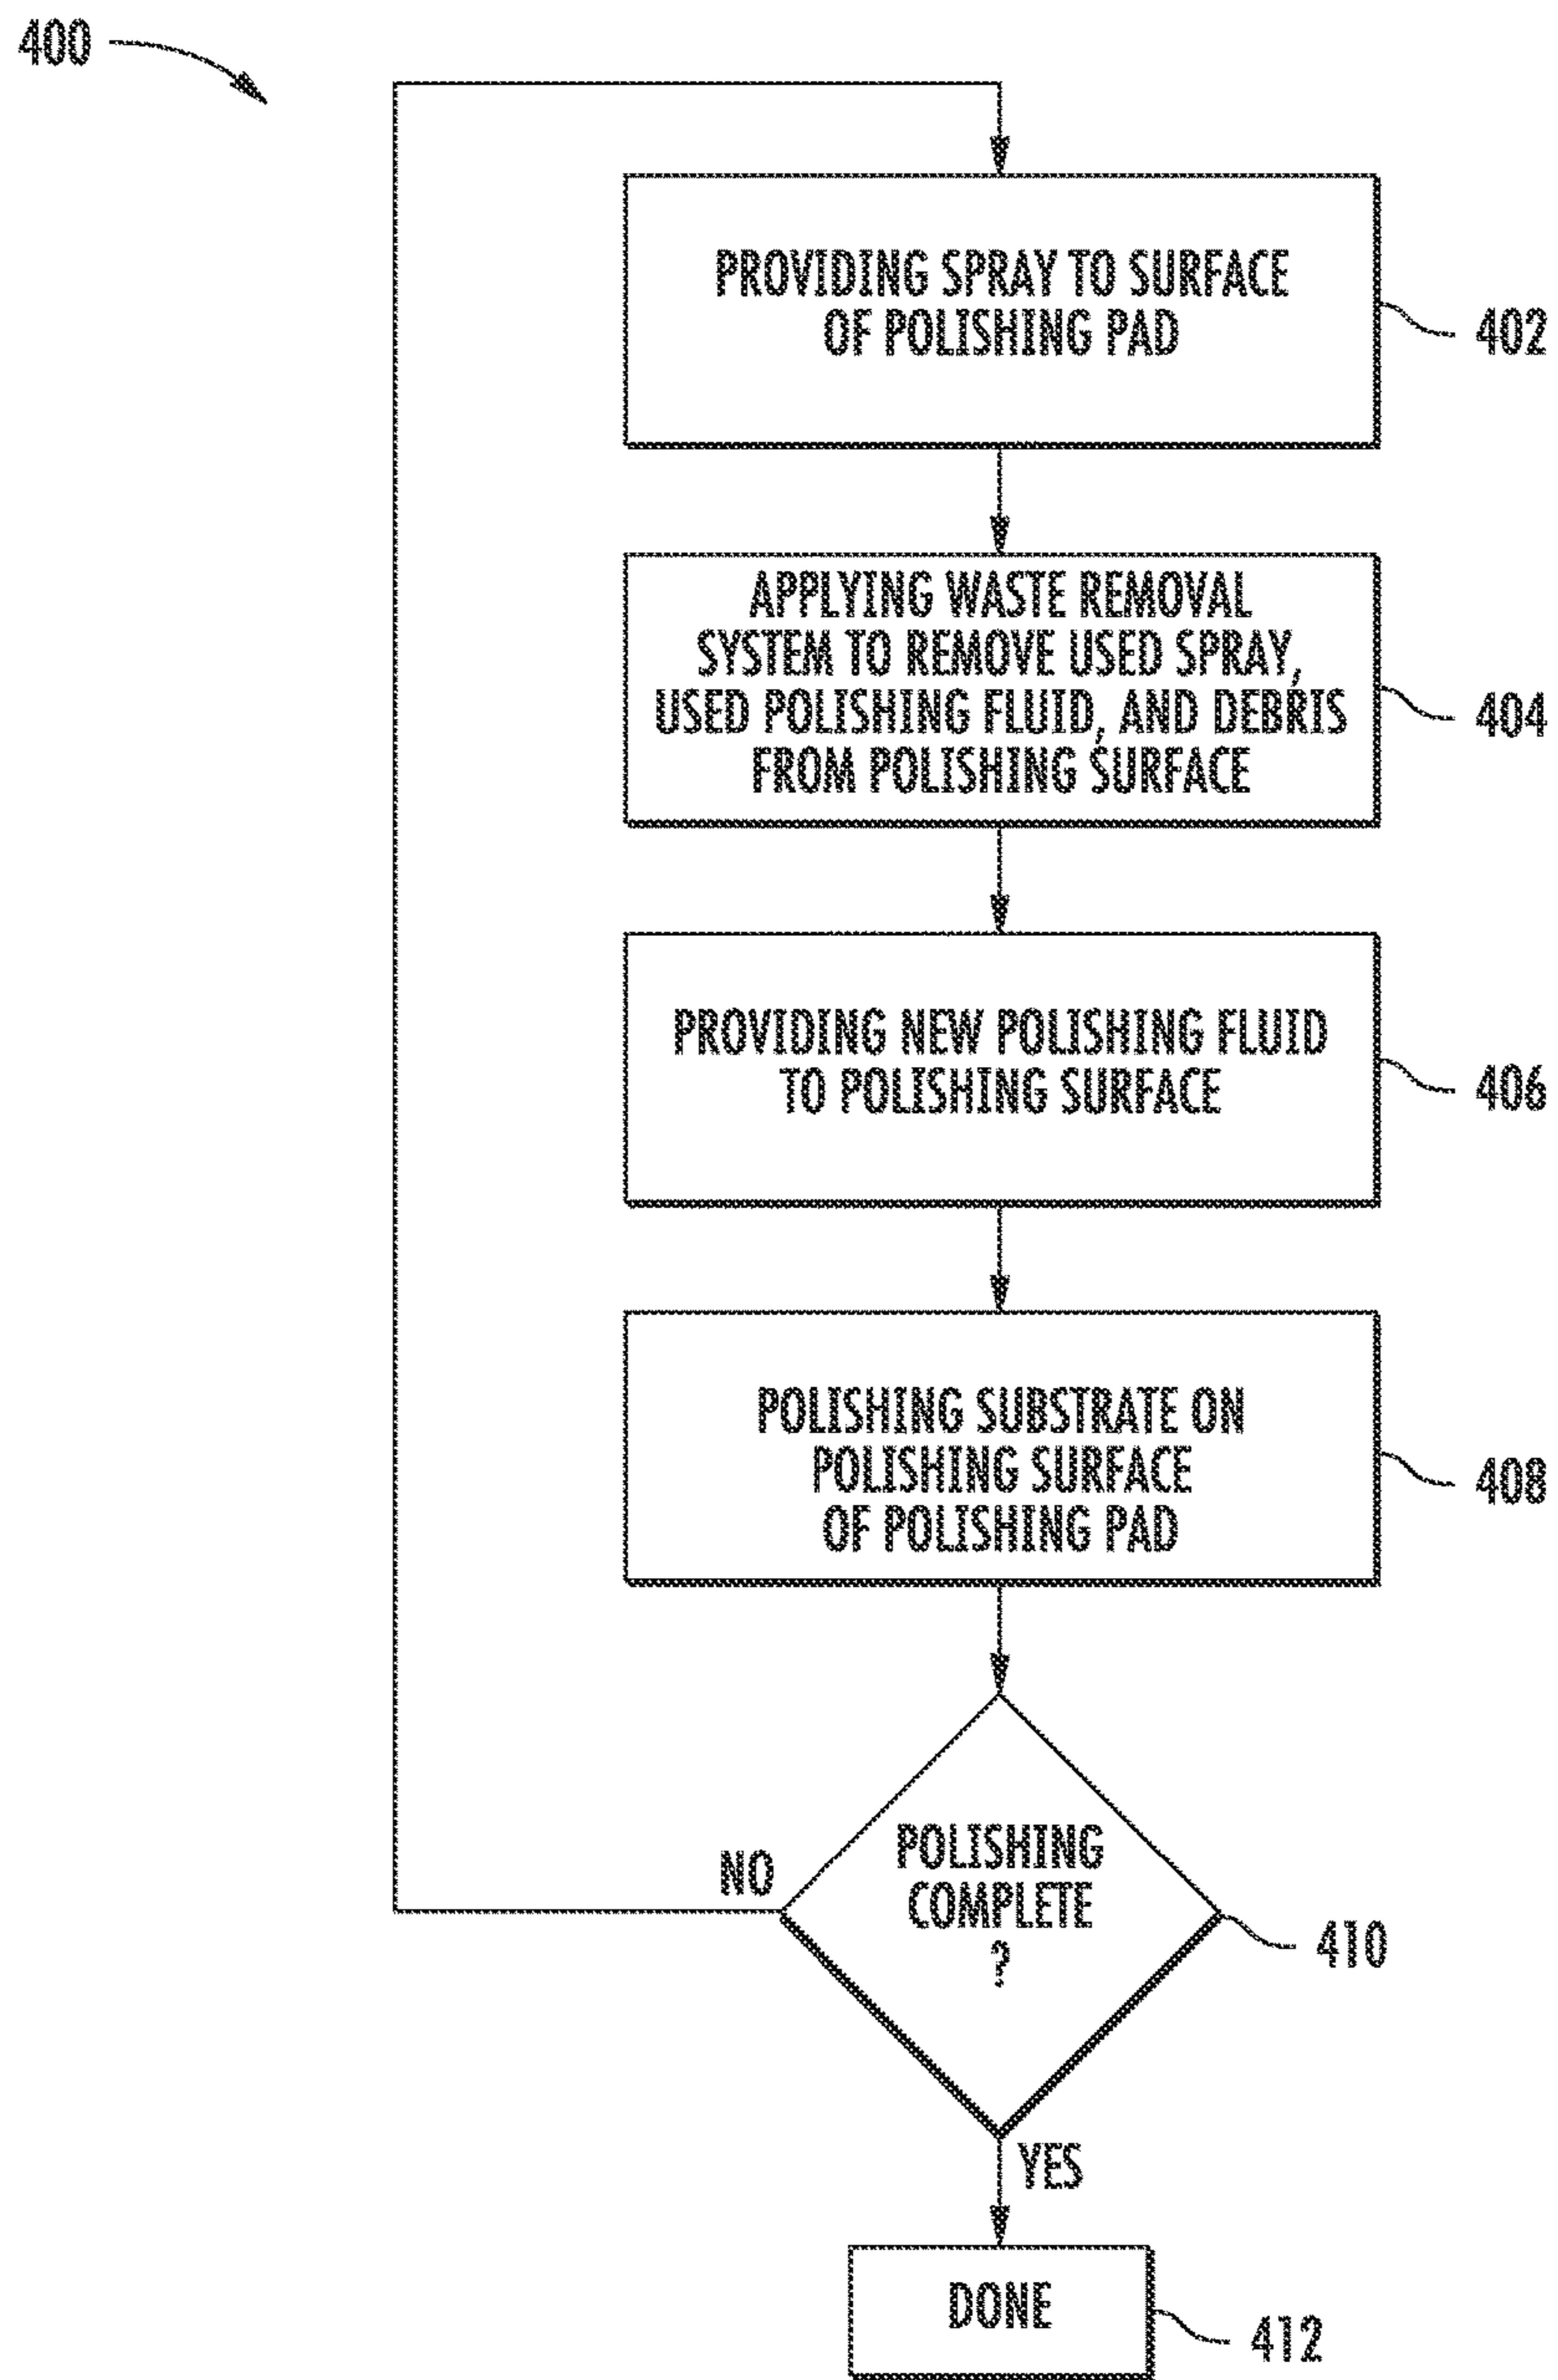 400
PROVIDING SPRAY TO SURFACE
OF POLISHING PAD
402
APPLYING WASTE REMOVAL
SYSTEM TO REMOVE USED SPRAY,
USED POLISHING FLUID, AND DEBRIS
FROM POLISHING SURFACE
404
PROVIDING NEW POLISHING FLUID
TO POLISHING SURFACE
406
POLISHING SUBSTRATE ON
POLISHING SURFACE
OF POLISHING PAD
408
NO
POLISHING
COMPLETE
?
410
YES
DONE
412